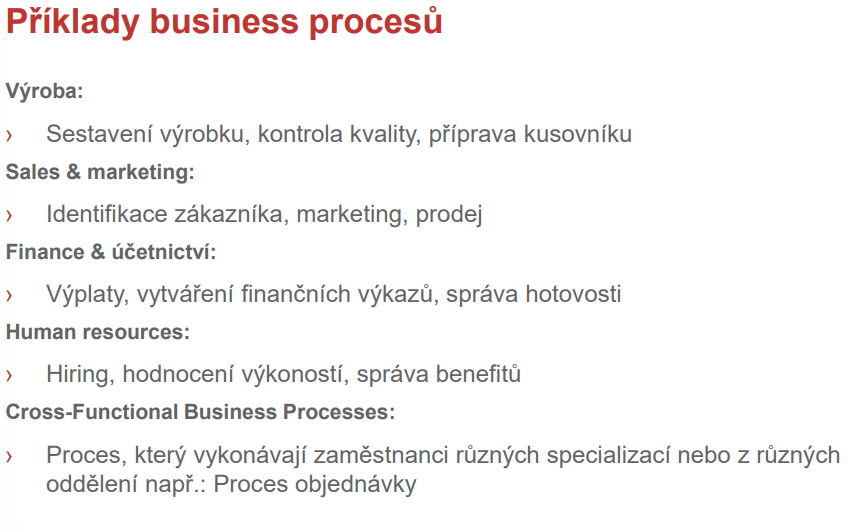 Příklady business procesů
Výroba:
› Sestavení výrobku, kontrola kvality, příprava kusovníku
Sales & marketing:
› Identifikace zákazníka, marketing, prodej
Finance & účetnictví:
› Výplaty, vytváření finančních výkazů, správa hotovosti
Human resources:
› Hiring, hodnocení výkoností, správa benefitů
Cross-Functional Business Processes:
› Proces, který vykonávají zaměstnanci různých specializací nebo z různých
oddělení např.: Proces objednávky